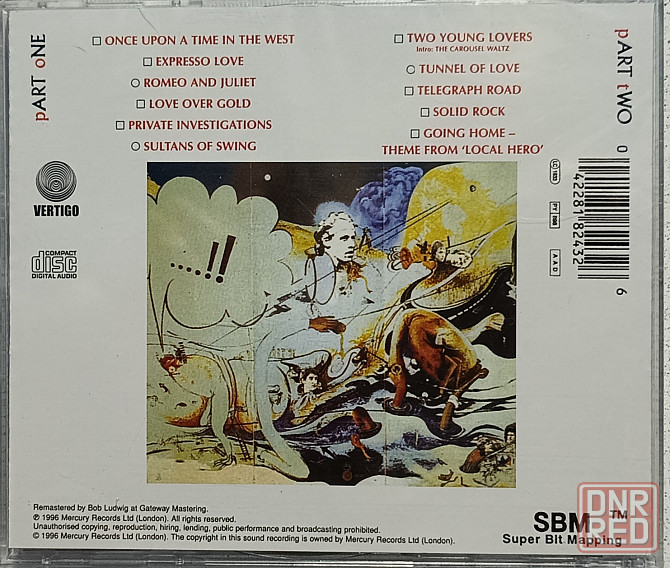 pART oNE
ONCE UPON A TIME IN THE WEST
EXPRESSO LOVE
ROMEO AND JULIET
LOVE OVER GOLD
PRIVATE INVESTIGATIONS
SULTANS OF SWING
TWO YOUNG LOVERS
Intro: THE CAROUSEL WALTZ
TUNNEL OF LOVE
TELEGRAPH ROAD
SOLID ROCK
GOING HOME –
THEME FROM ‘LOCAL HERO’
pART tWO
VERTIGO
COMPACT
disc
DIGITAL AUDIO
.....!!
0 42281 82432 6
A A D
Remastered by Bob Ludwig at Gateway Mastering.
℗ 1996 Mercury Records Ltd (London). All rights reserved.
Unauthorised copying, reproduction, hiring, lending, public performance and broadcasting prohibited.
© 1996 Mercury Records Ltd (London). The copyright in this sound recording is owned by Mercury Records Ltd (London).
SBM™
Super Bit Mapping
DNR
RED